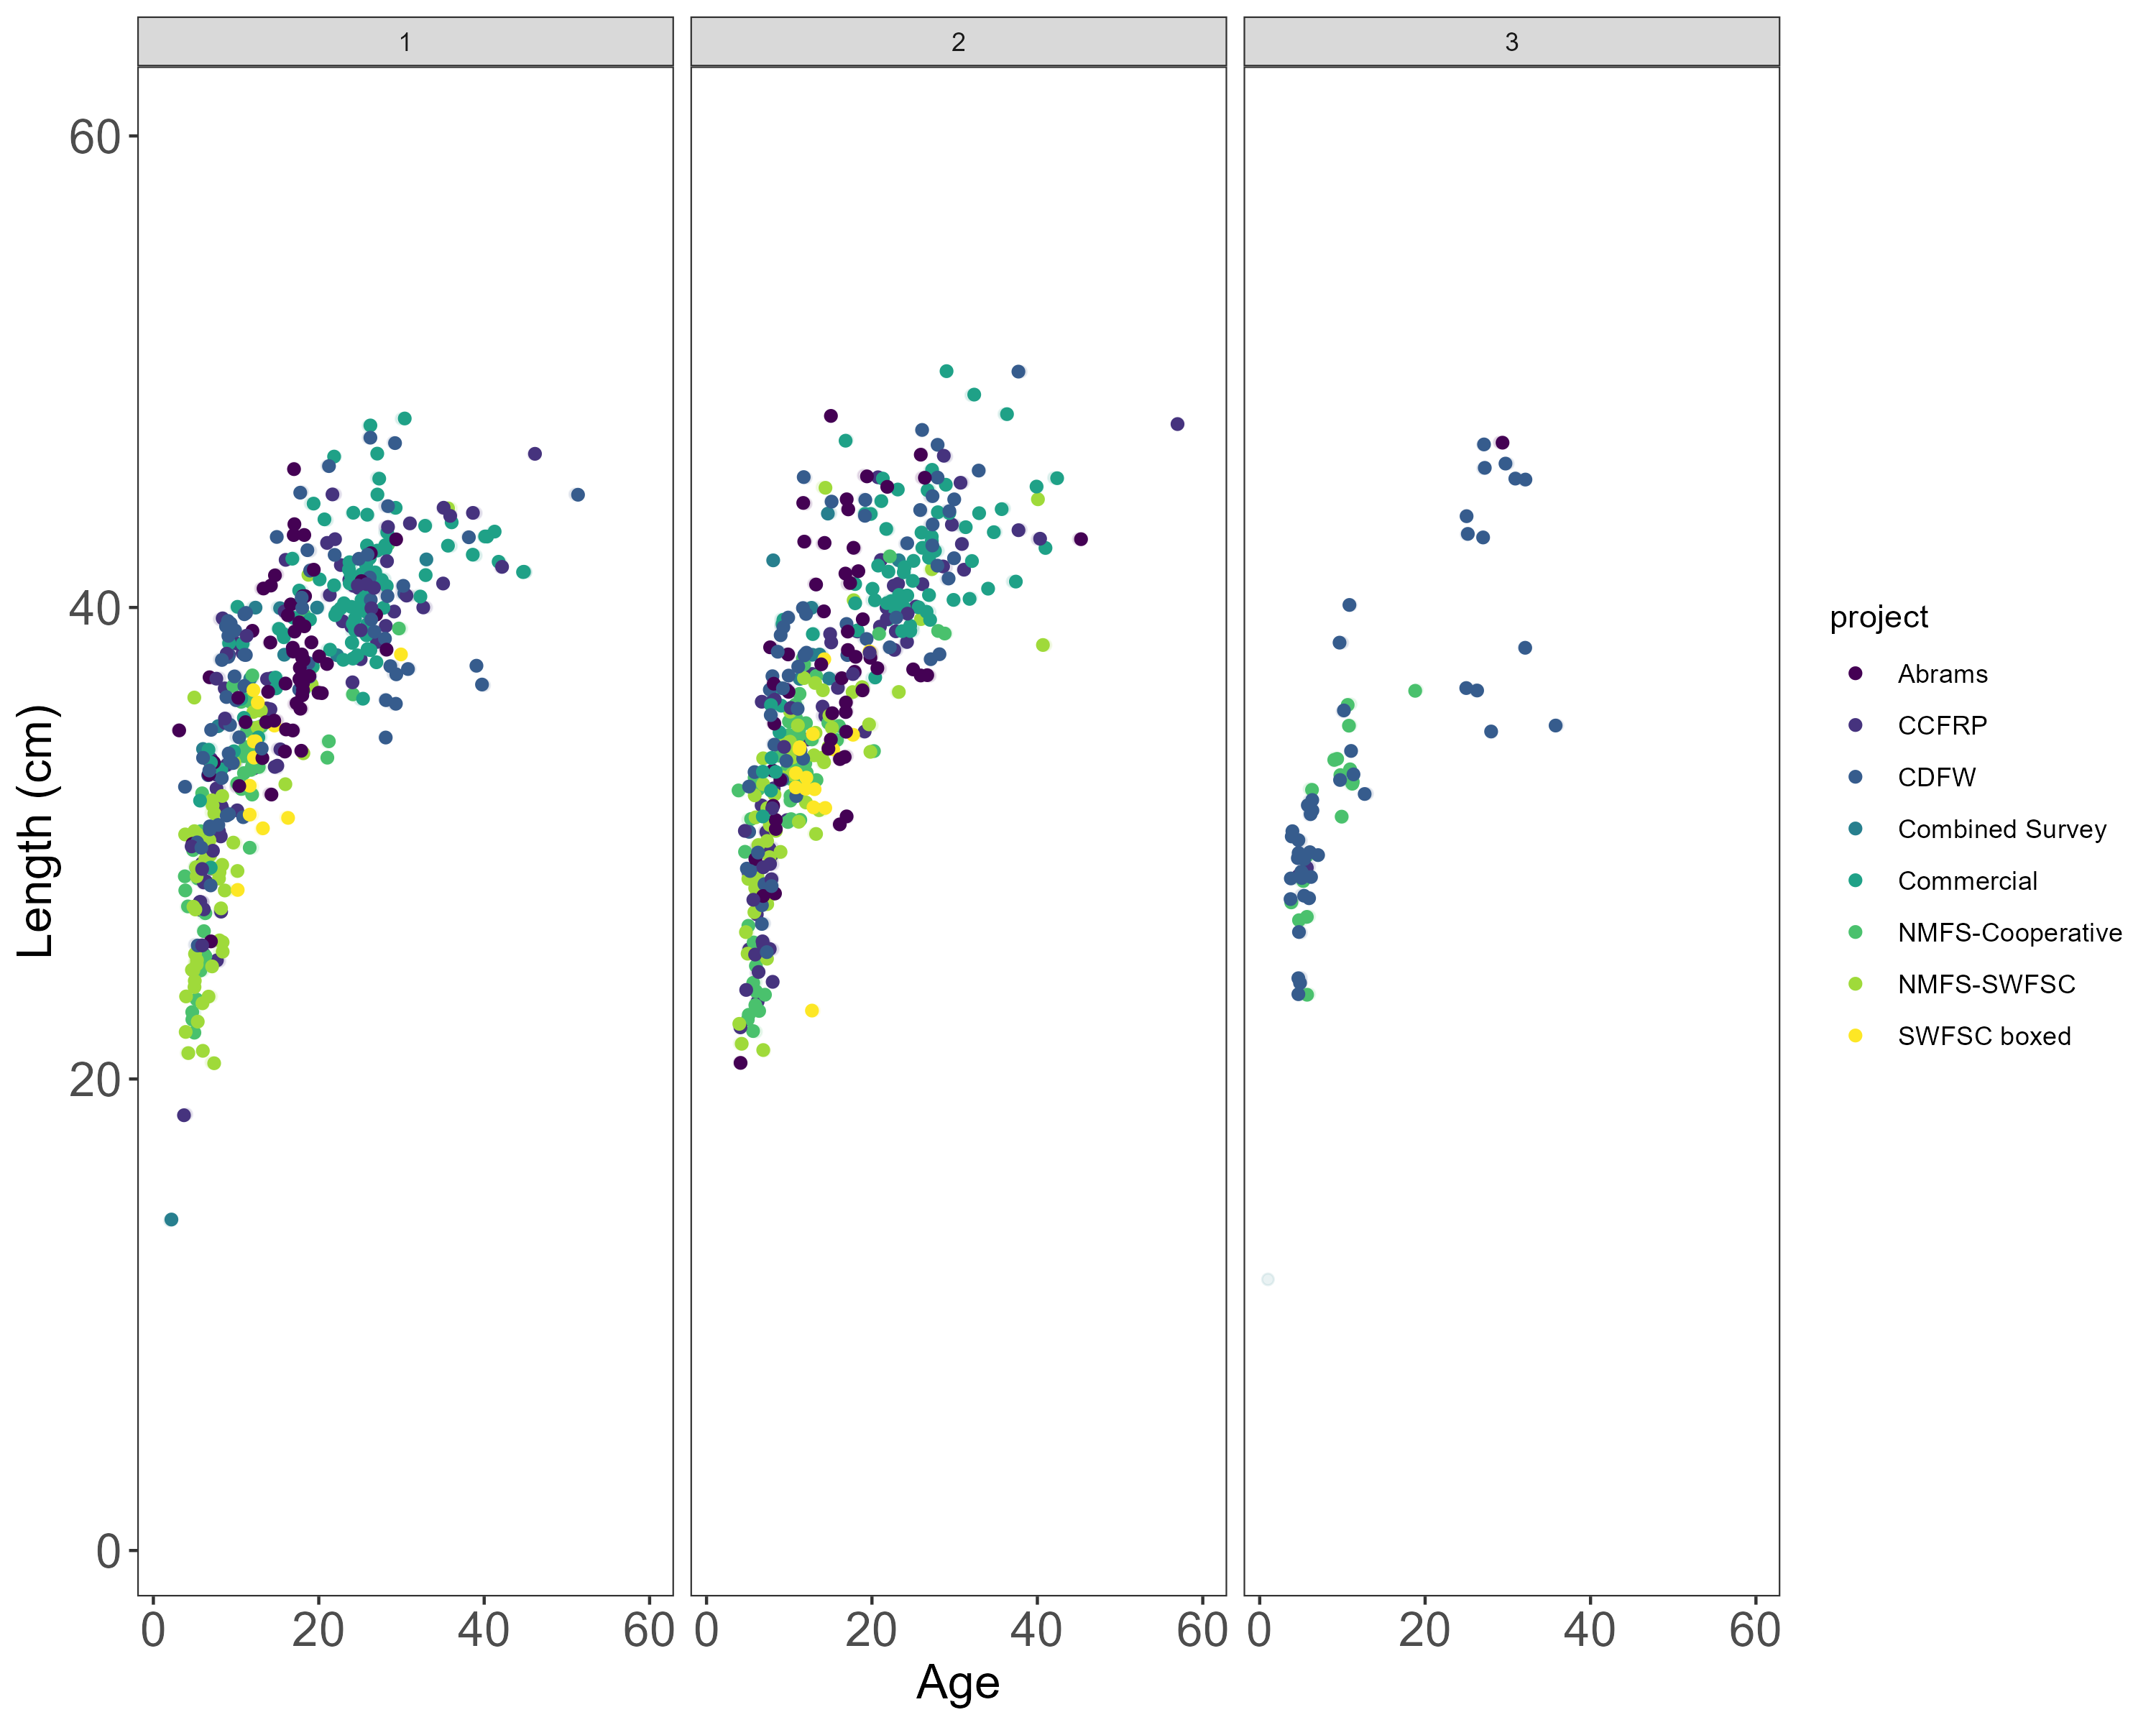 1
2
3
60
40
20
0
Length (cm)
0 20 40 60
0 20 40 60
0 20 40 60
Age
project
Abrams
CCFRP
CDFW
Combined Survey
Commercial
NMFS-Cooperative
NMFS-SWFSC
SWFSC boxed